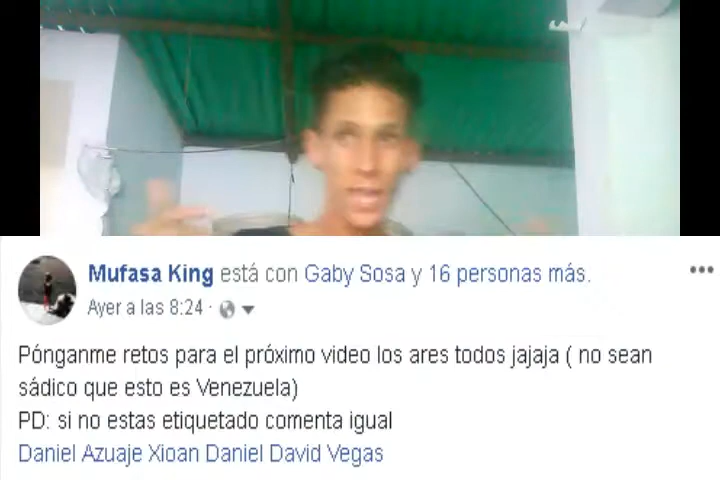 Mufasa King está con Gaby Sosa y 16 personas más.
Ayer a las 8:24 ·
Pónganme retos para el próximo video los ares todos jajaja ( no sean
sádico que esto es Venezuela)
PD: si no estas etiquetado comenta igual
Daniel Azuaje Xioan Daniel David Vegas